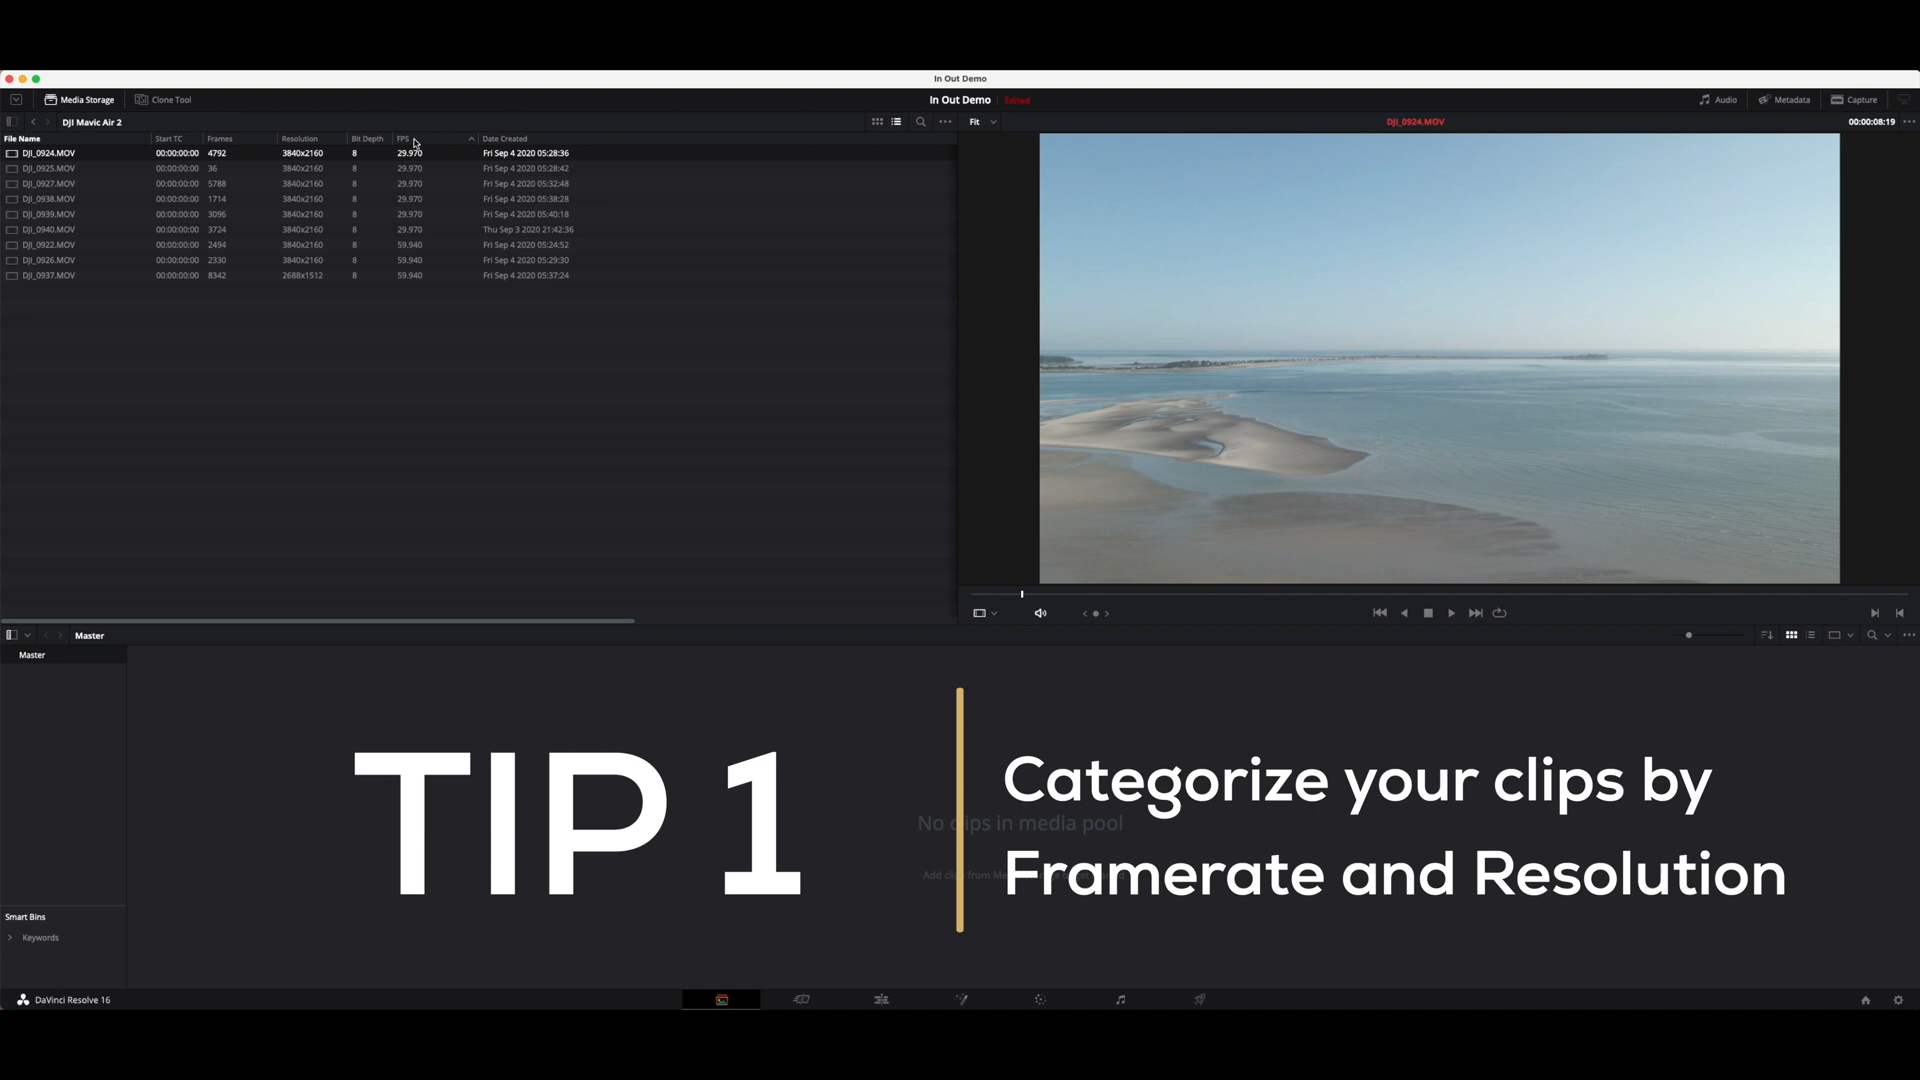 In Out Demo
Media Storage
Clone Tool
In Out Demo
Edited
Audio
Metadata
Capture
DJI Mavic Air 2
Fit
DJI_0924.MOV
00:00:08:19
File Name Start TC Frames Resolution Bit Depth FPS Date Created
DJI_0924.MOV 00:00:00:00 4792 3840x2160 8 29.970 Fri Sep 4 2020 05:28:36
DJI_0925.MOV 00:00:00:00 36 3840x2160 8 29.970 Fri Sep 4 2020 05:28:42
DJI_0927.MOV 00:00:00:00 5788 3840x2160 8 29.970 Fri Sep 4 2020 05:32:48
DJI_0938.MOV 00:00:00:00 1714 3840x2160 8 29.970 Fri Sep 4 2020 05:38:28
DJI_0939.MOV 00:00:00:00 3096 3840x2160 8 29.970 Fri Sep 4 2020 05:40:18
DJI_0940.MOV 00:00:00:00 3724 3840x2160 8 29.970 Thu Sep 3 2020 21:42:36
DJI_0922.MOV 00:00:00:00 2494 3840x2160 8 59.940 Fri Sep 4 2020 05:24:52
DJI_0926.MOV 00:00:00:00 2330 3840x2160 8 59.940 Fri Sep 4 2020 05:29:30
DJI_0937.MOV 00:00:00:00 8342 2688x1512 8 59.940 Fri Sep 4 2020 05:37:24
Master
Master
TIP 1
Categorize your clips by
Framerate and Resolution
No clips in media pool
Add clips from
Smart Bins
Keywords
DaVinci Resolve 16